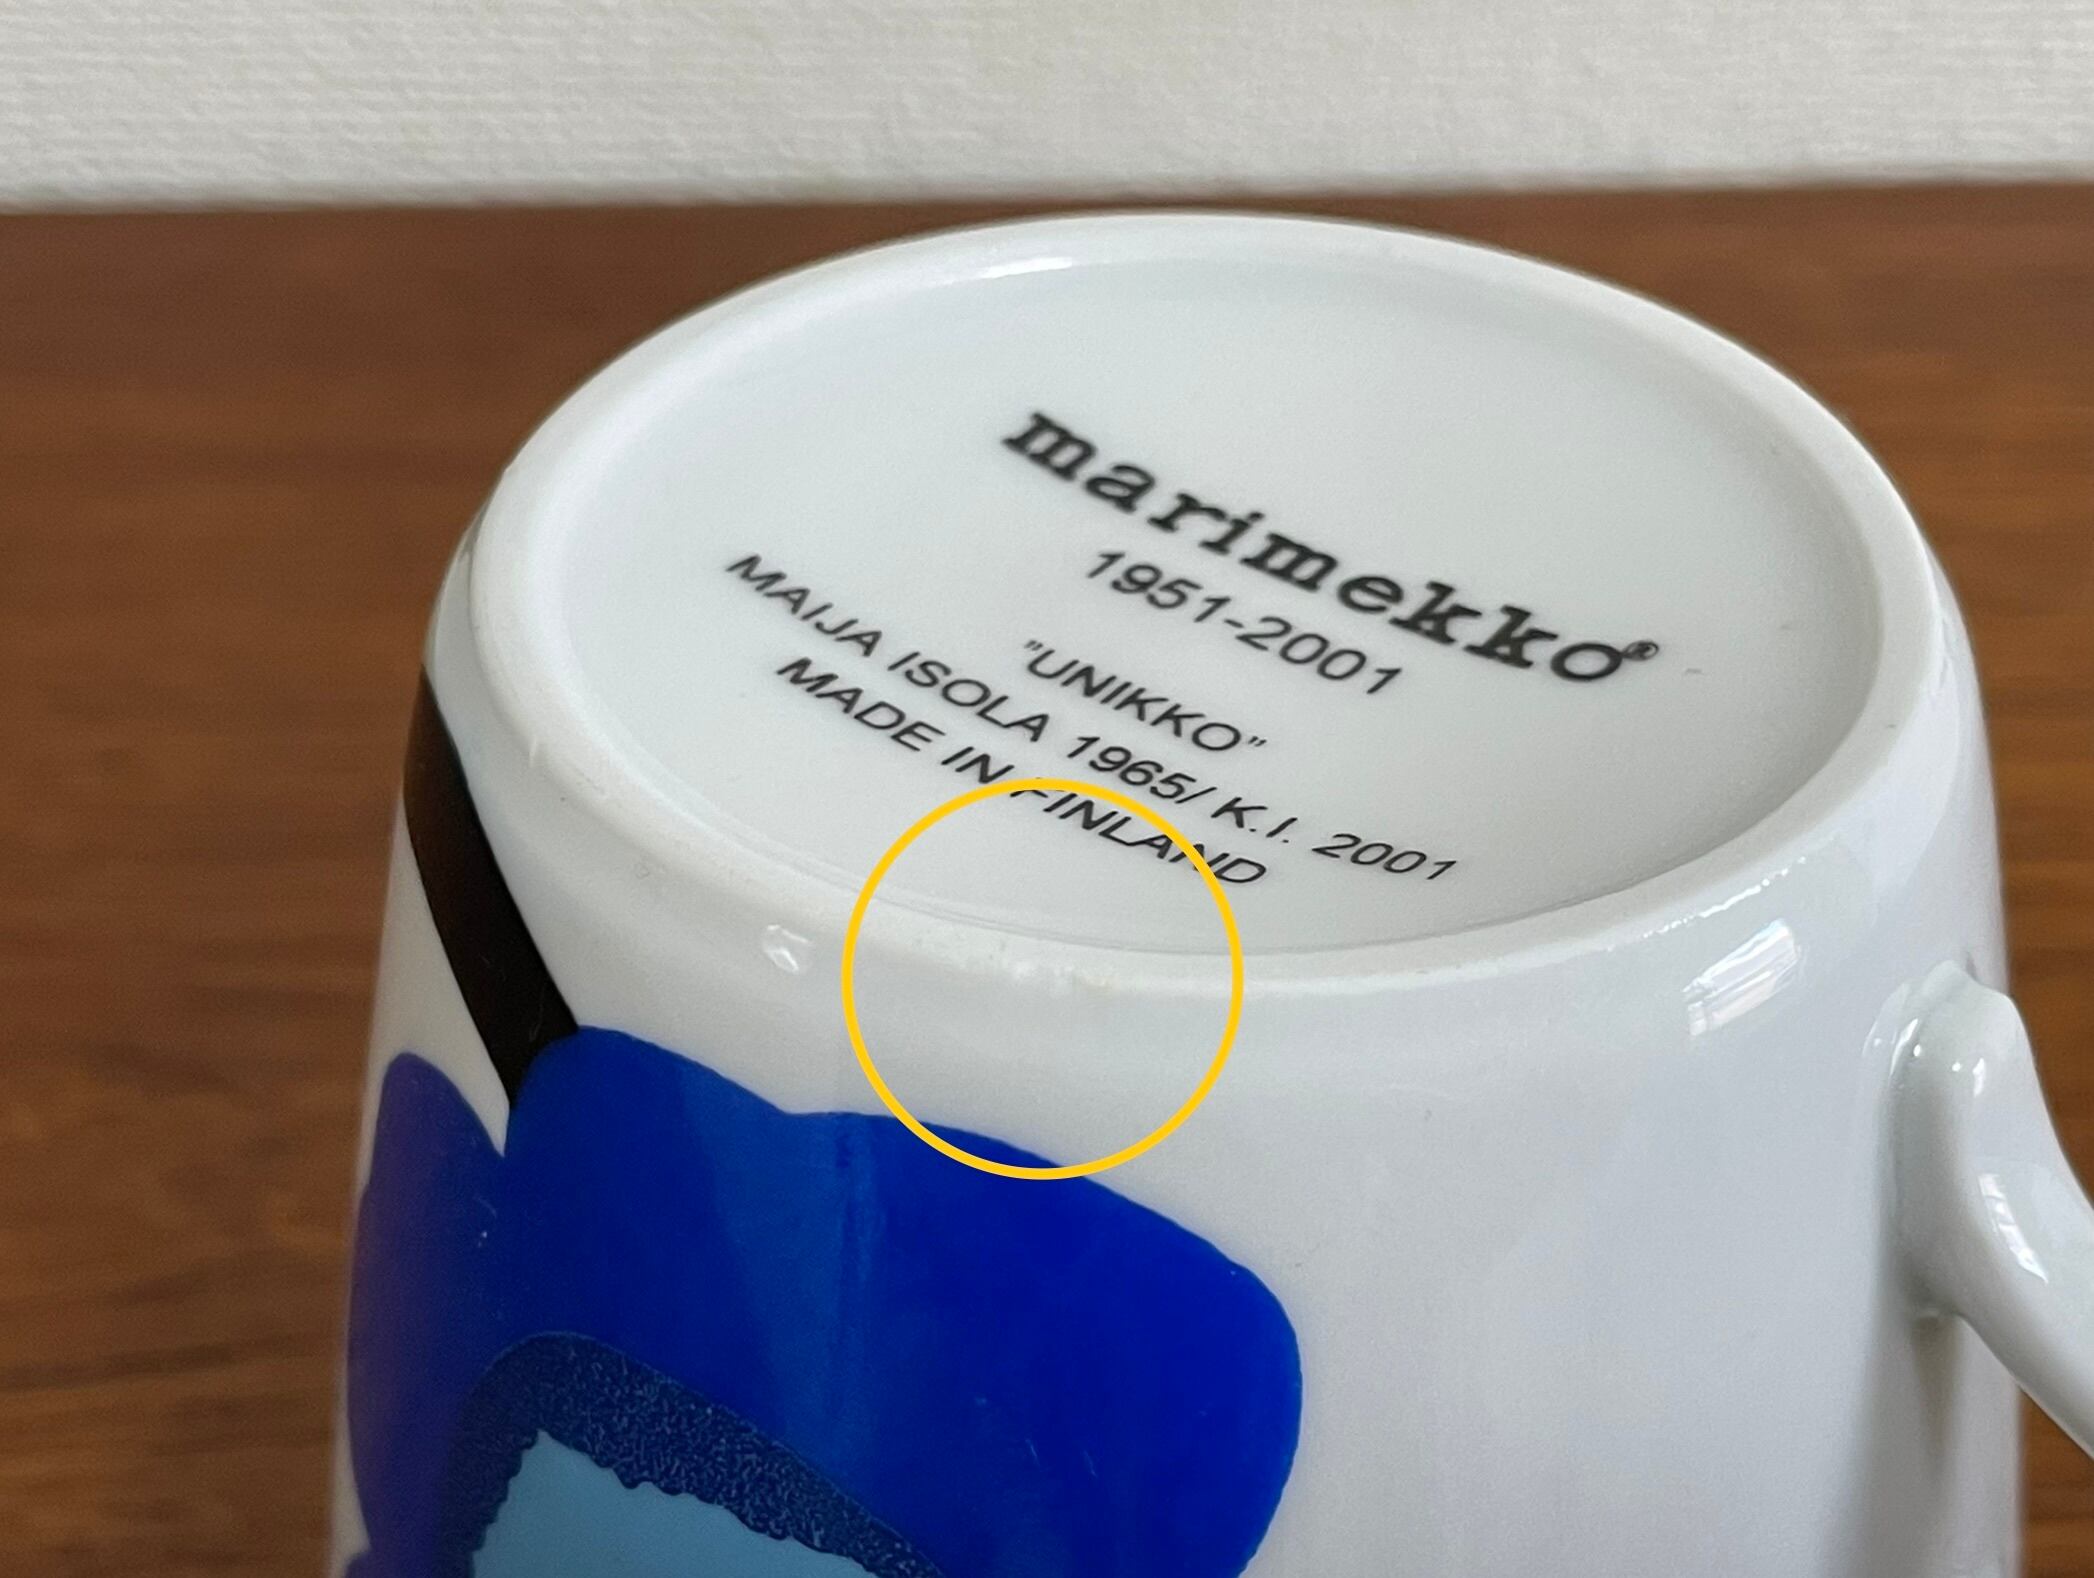 marimekko®
1951-2001
"UNIKKO"
MAIJA ISOLA 1965/ K.I. 2001
MADE IN FINLAND